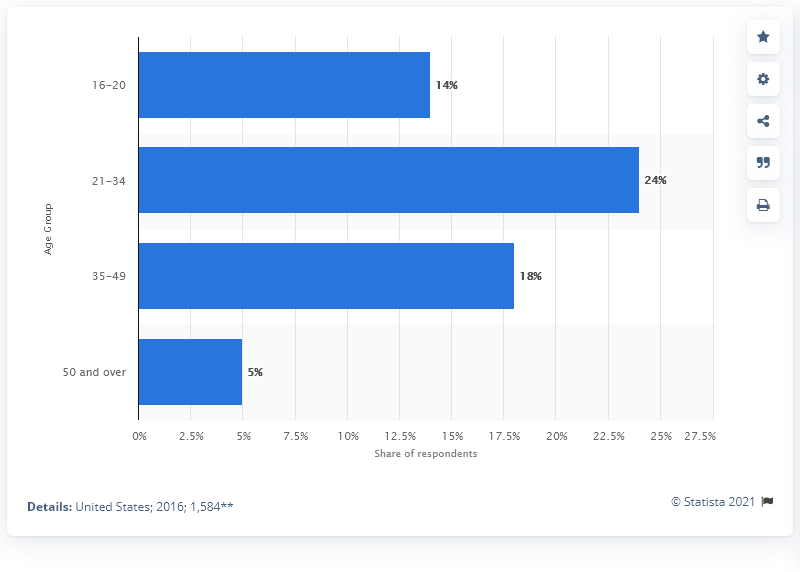 16–20
14%
21–34
24%
Age Group
35–49
18%
50 and over
5%
0% 2.5% 5% 7.5% 10% 12.5% 15% 17.5% 20% 22.5% 25% 27.5%
Share of respondents
Details: United States; 2016; 1,584**
© Statista 2021